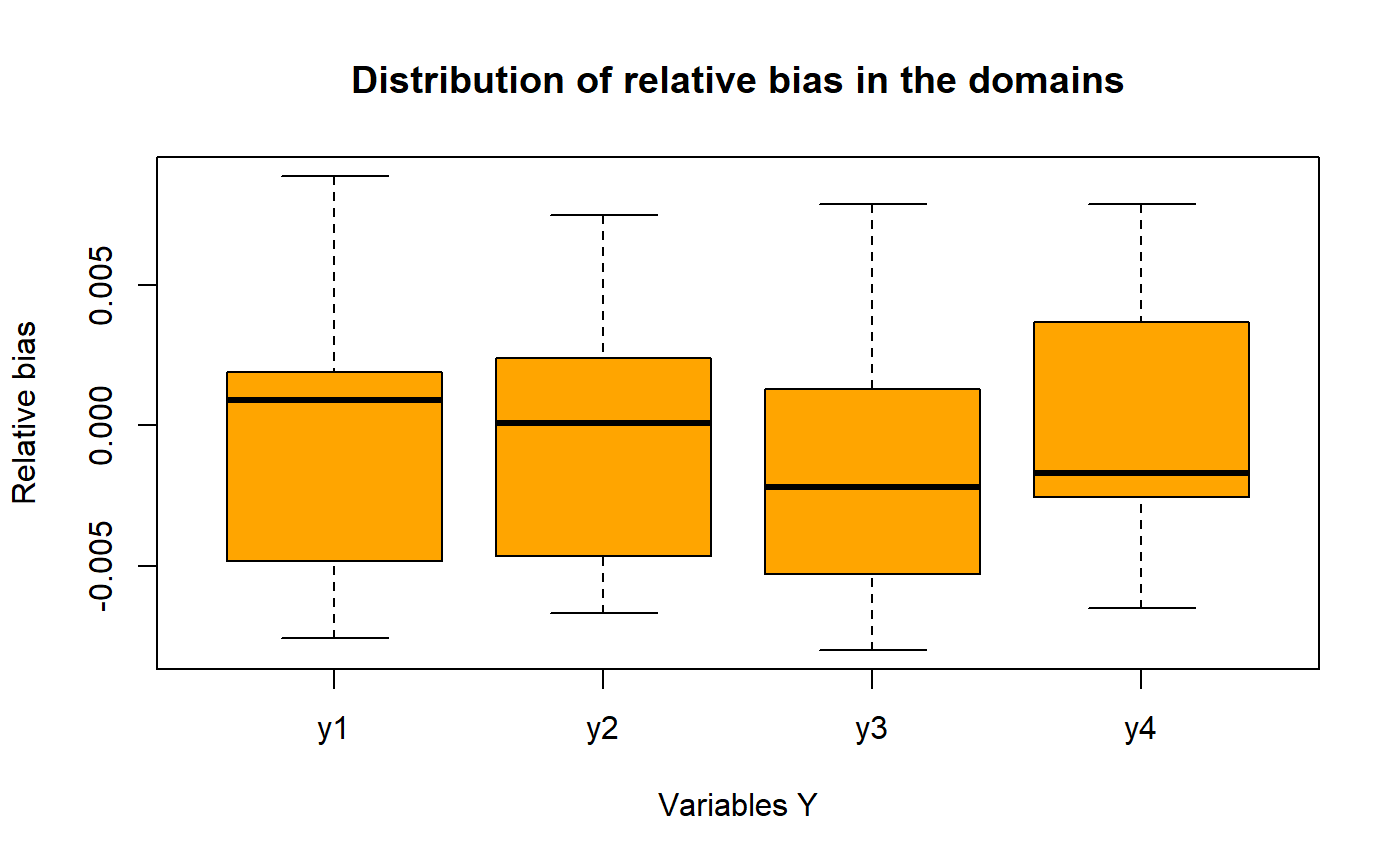 Distribution of relative bias in the domains
Relative bias
0.005
0.000
-0.005
y1
y2
y3
y4
Variables Y